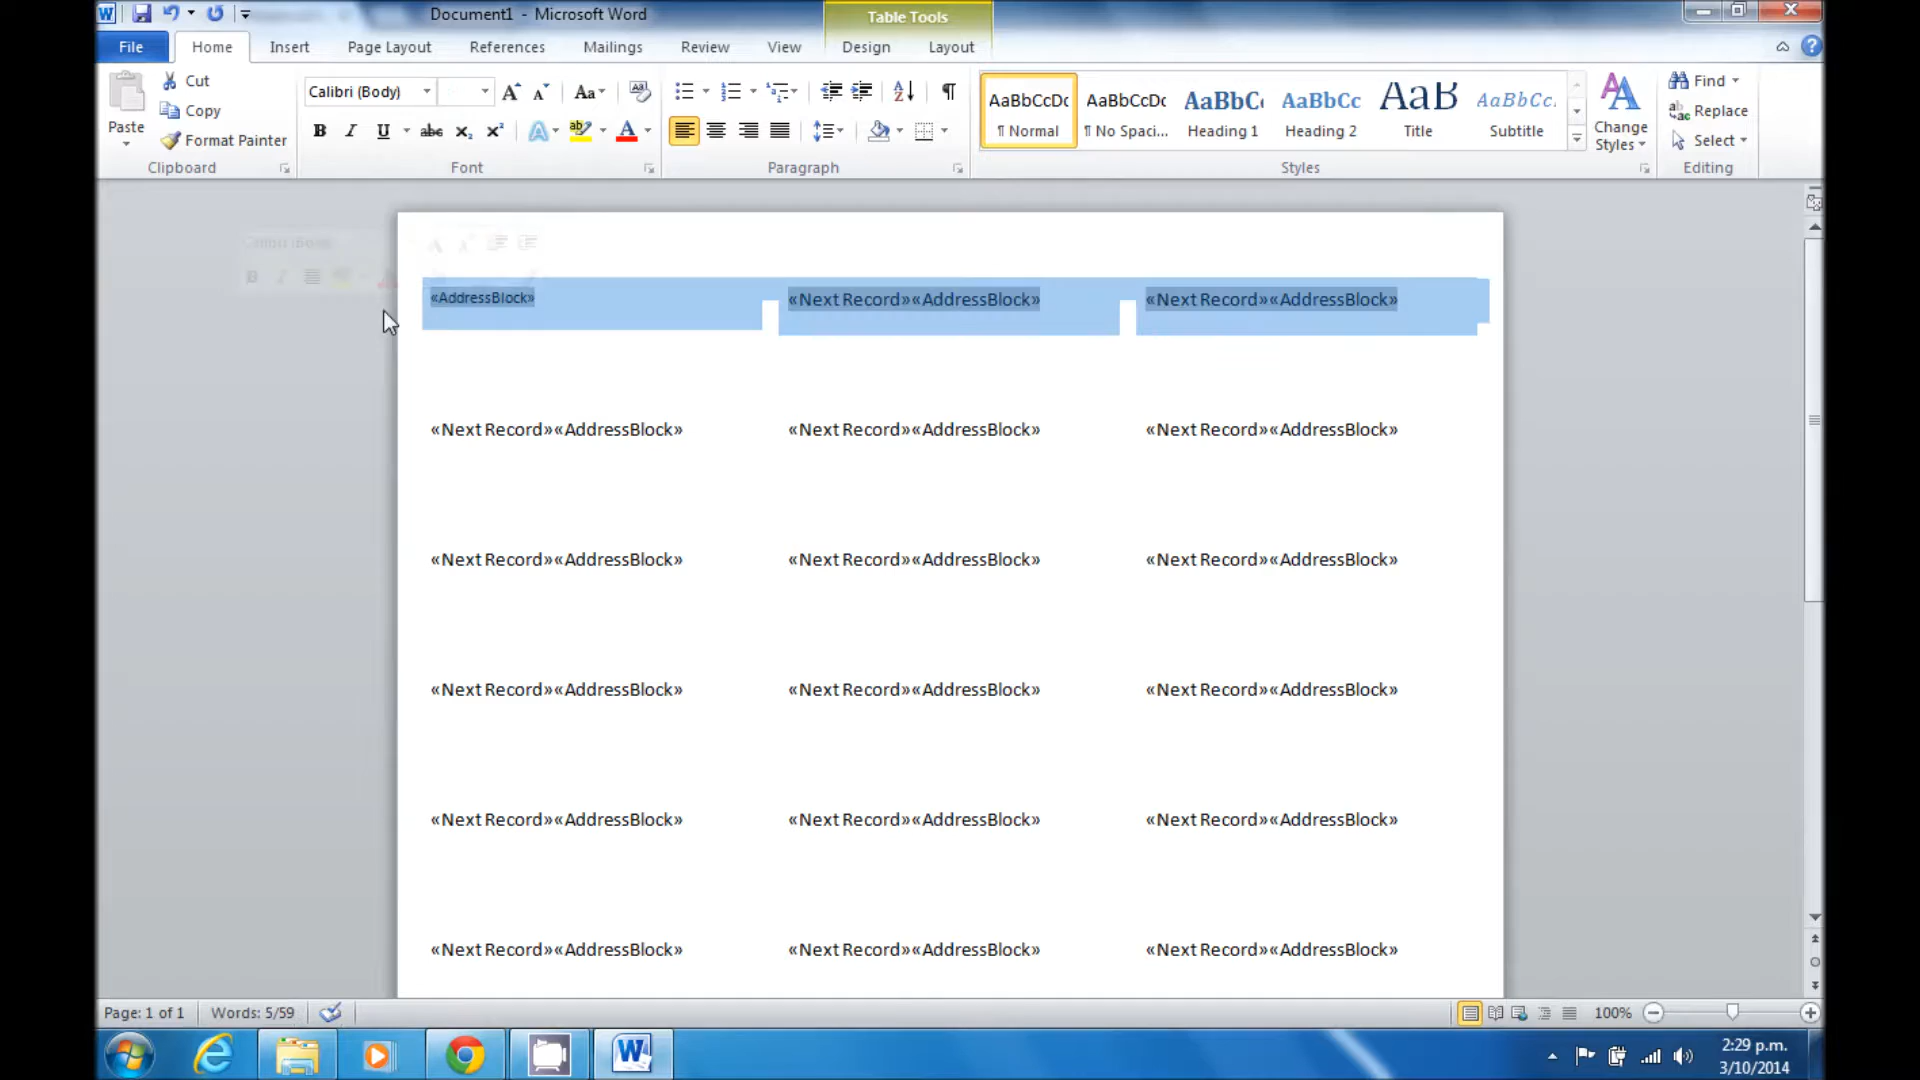 Document1 - Microsoft Word
Table Tools
File Home Insert Page Layout References Mailings Review View Design Layout
Paste
Cut
Copy
Format Painter
Clipboard
Calibri (Body)
Font
Paragraph
AaBbCcDc AaBbCcDc AaBbC AaBbCc AaB AaBbCc.
¶ Normal ¶ No Spaci... Heading 1 Heading 2 Title Subtitle
Change
Styles
Styles
Find
Replace
Select
Editing
Calibri (Body)
«AddressBlock» «Next Record»«AddressBlock» «Next Record»«AddressBlock»
«Next Record»«AddressBlock» «Next Record»«AddressBlock» «Next Record»«AddressBlock»
«Next Record»«AddressBlock» «Next Record»«AddressBlock» «Next Record»«AddressBlock»
«Next Record»«AddressBlock» «Next Record»«AddressBlock» «Next Record»«AddressBlock»
«Next Record»«AddressBlock» «Next Record»«AddressBlock» «Next Record»«AddressBlock»
«Next Record»«AddressBlock» «Next Record»«AddressBlock» «Next Record»«AddressBlock»
Page: 1 of 1 Words: 5/59 100%
2:29 p.m.
3/10/2014